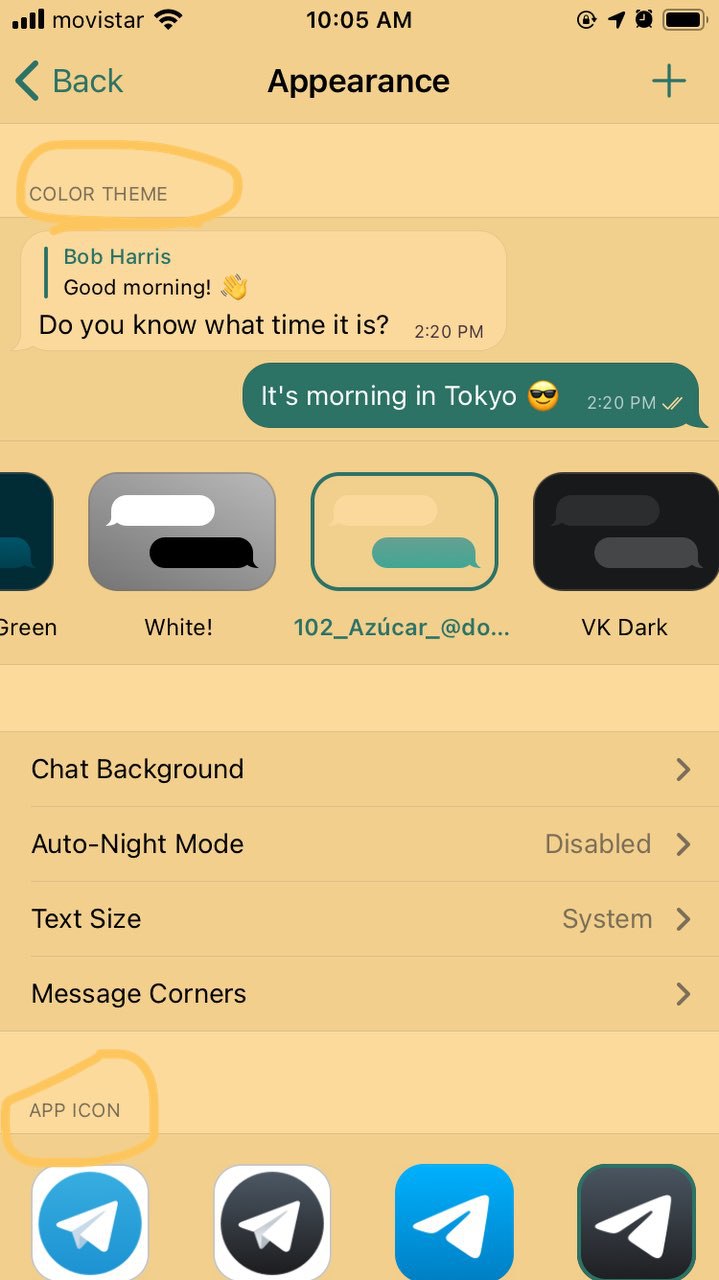 movistar 10:05 AM
Back Appearance +
COLOR THEME
Bob Harris
Good morning! 👋
Do you know what time it is? 2:20 PM
It's morning in Tokyo 😎 2:20 PM
Green White! 102_Azúcar_@do... VK Dark
Chat Background
Auto-Night Mode Disabled
Text Size System
Message Corners
APP ICON